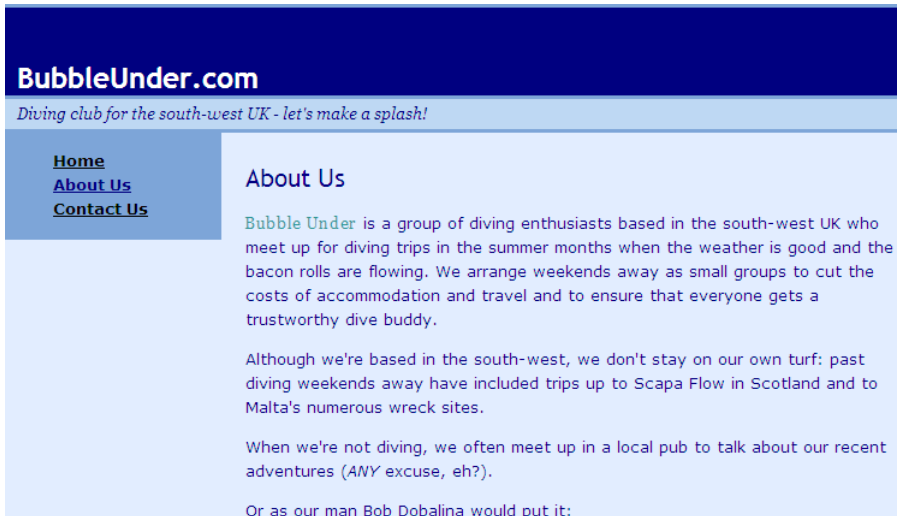 BubbleUnder.com
Diving club for the south-west UK - let's make a splash!
Home
About Us
Contact Us
About Us
Bubble Under is a group of diving enthusiasts based in the south-west UK who
meet up for diving trips in the summer months when the weather is good and the
bacon rolls are flowing. We arrange weekends away as small groups to cut the
costs of accommodation and travel and to ensure that everyone gets a
trustworthy dive buddy.
Although we're based in the south-west, we don't stay on our own turf: past
diving weekends away have included trips up to Scapa Flow in Scotland and to
Malta's numerous wreck sites.
When we're not diving, we often meet up in a local pub to talk about our recent
adventures (ANY excuse, eh?).
Or as our man Bob Dobalina would put it: